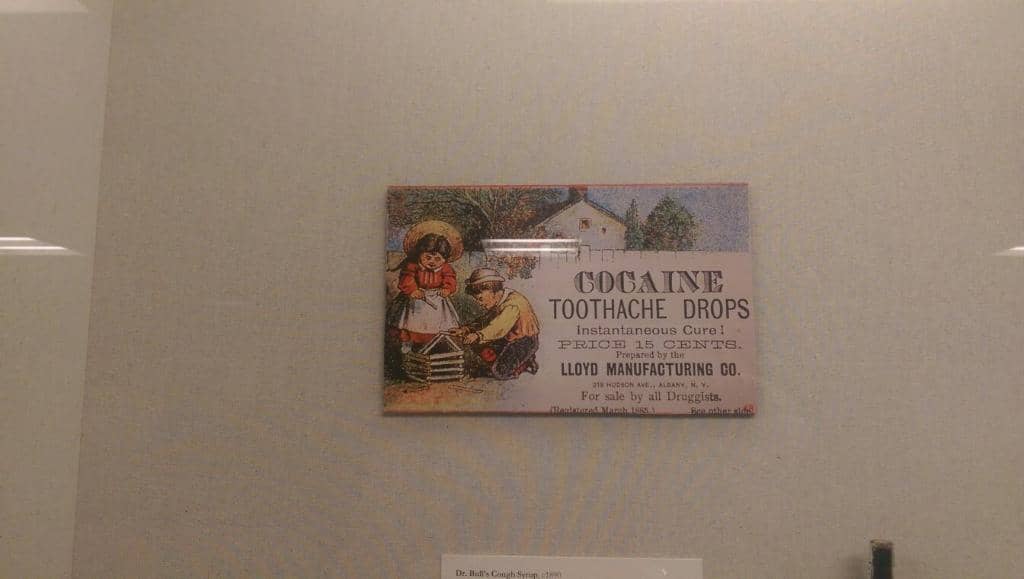 COCAINE
TOOTHACHE DROPS
Instantaneous Cure!
PRICE 15 CENTS.
Prepared by the
LLOYD MANUFACTURING CO.
219 HUDSON AVE., ALBANY, N. Y.
For sale by all Druggists.
(Registered March 1885.) See other side
Dr. Bull's Cough Syrup, c1890